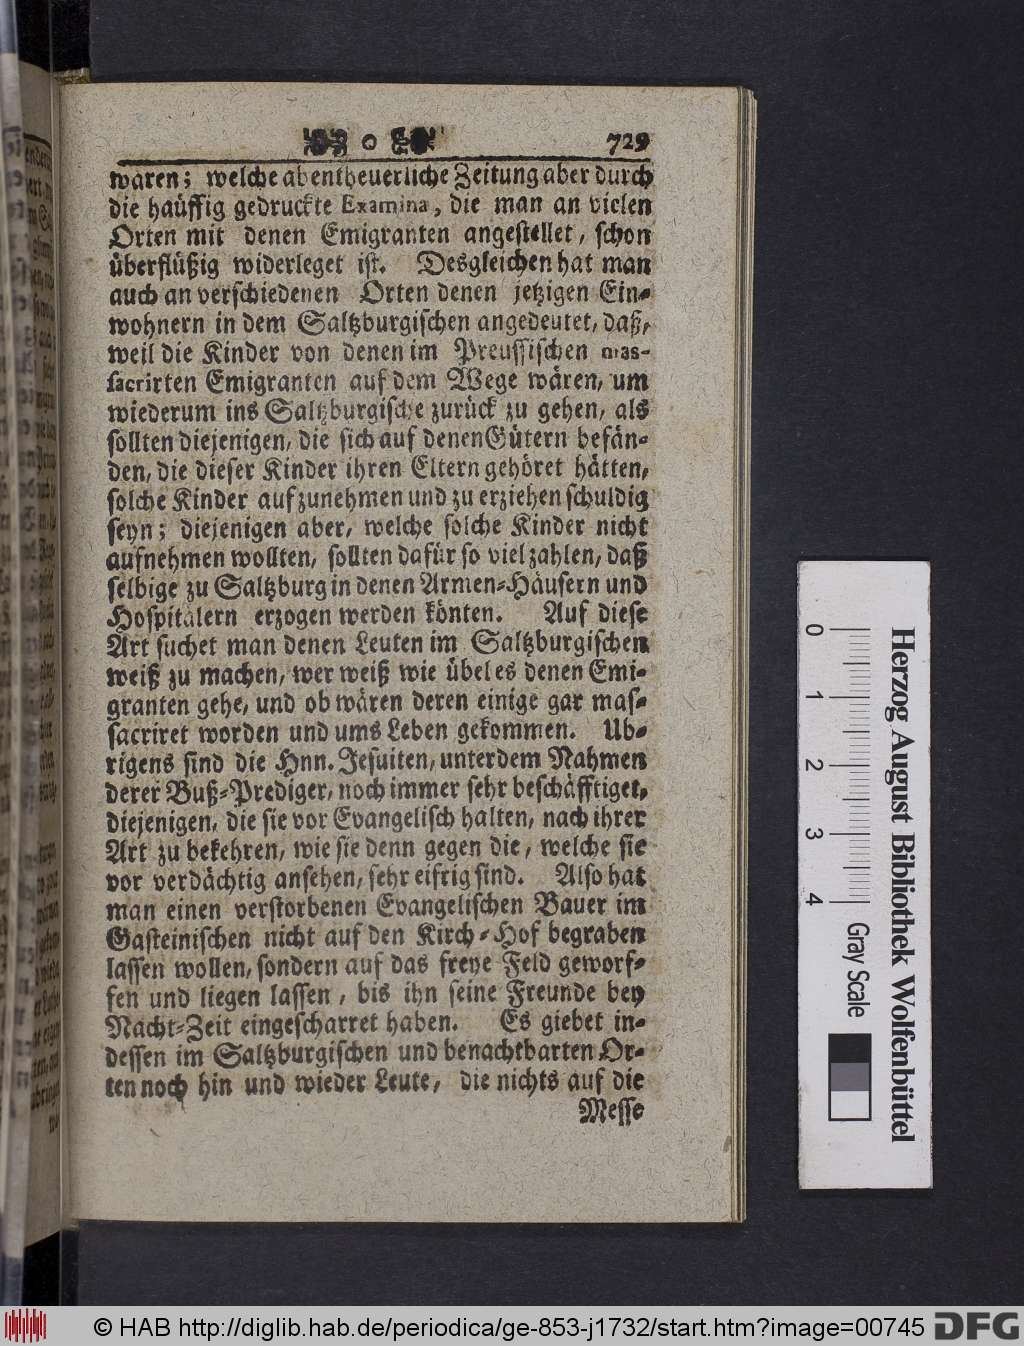 o 729
waren; welche abentheuerliche Zeitung aber durch
die häuffig gedruckte Examina, die man an vielen
Orten mit denen Emigranten angestellet, schon
überflüßig widerleget ist. Desgleichen hat man
auch an verschiedenen Orten denen jetzigen Ein-
wohnern in dem Saltzburgischen angedeutet, daß,
weil die Kinder von denen im Preussischen mas-
sacrirten Emigranten auf dem Wege wären, um
wiederum ins Saltzburgische zurück zu gehen, als
sollten diejenigen, die sich auf denen Gütern befän-
den, die dieser Kinder ihren Eltern gehöret hätten,
solche Kinder aufzunehmen und zu erziehen schuldig
seyn; diejenigen aber, welche solche Kinder nicht
aufnehmen wollten, sollten dafür so viel zahlen, daß
selbige zu Saltzburg in denen Armen-Häusern und
Hospitälern erzogen werden könten. Auf diese
Art suchet man denen Leuten im Saltzburgischen
weiß zu machen, wer weiß wie übel es denen Emi-
granten gehe, und ob wären deren einige gar mas-
sacriret worden und ums Leben gekommen. Ub-
rigens sind die Hnn. Jesuiten, unter dem Nahmen
derer Buß-Prediger, noch immer sehr beschäfftiget,
diejenigen, die sie vor Evangelisch halten, nach ihrer
Art zu bekehren, wie sie denn gegen die, welche sie
vor verdächtig ansehen, sehr eifrig sind. Also hat
man einen verstorbenen Evangelischen Bauer im
Gasteinischen nicht auf den Kirch-Hof begraben
lassen wollen, sondern auf das freye Feld geworf-
fen und liegen lassen, bis ihn seine Freunde bey
Nacht-Zeit eingescharret haben. Es giebet in-
dessen im Saltzburgischen und benachtbarten Or-
ten noch hin und wieder Leute, die nichts auf die
Messe
0 1 2 3 4
Herzog August Bibliothek Wolfenbüttel
Gray Scale
© HAB http://diglib.hab.de/periodica/ge-853-j1732/start.htm?image=00745
DFG